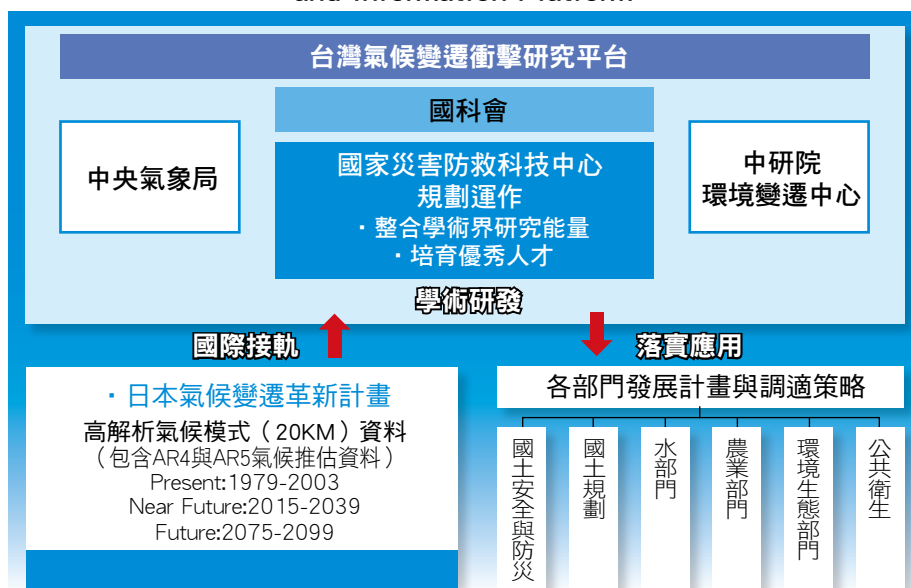 and Information Platform
台灣氣候變遷衝擊研究平台
國科會
中央氣象局
國家災害防救科技中心
規劃運作
・整合學術界研究能量
・培育優秀人才
中研院
環境變遷中心
學術研發
國際接軌
落實應用
・日本氣候變遷革新計畫
高解析氣候模式（20KM）資料
（包含AR4與AR5氣候推估資料）
Present:1979-2003
Near Future:2015-2039
Future:2075-2099
各部門發展計畫與調適策略
國土安全與防災
國土規劃
水部門
農業部門
環境生態部門
公共衛生